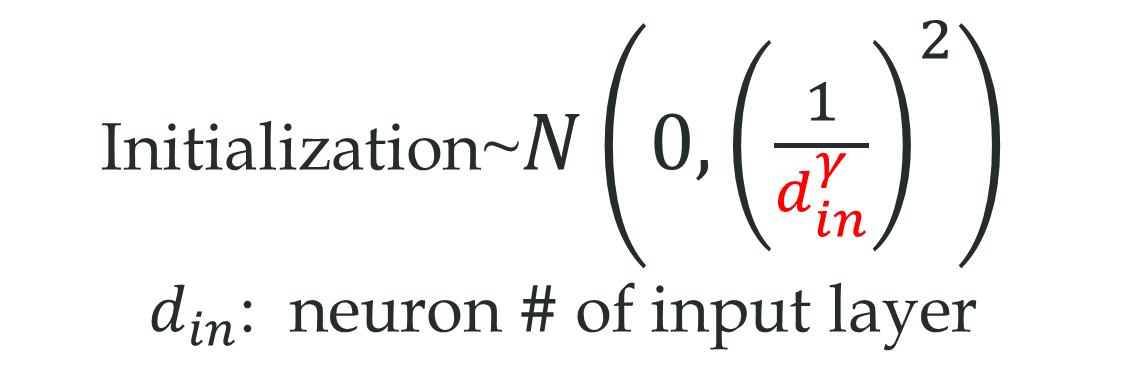 Initialization~N(0, (1/d_in^γ)^2)
d_in: neuron # of input layer